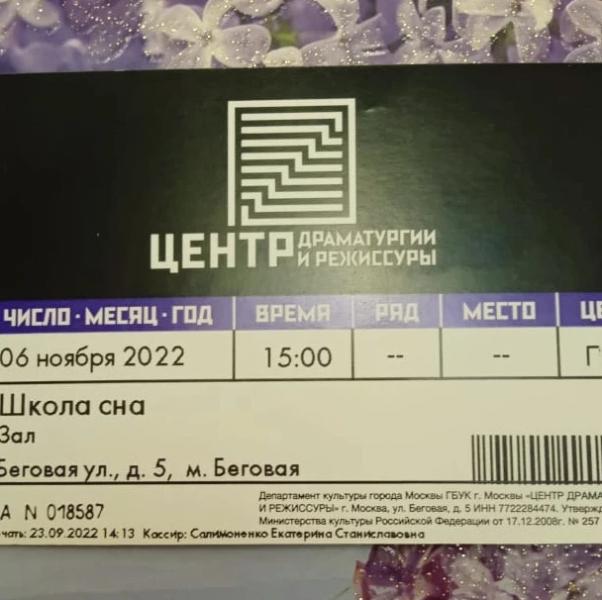 ЦЕНТР ДРАМАТУРГИИ
И РЕЖИССУРЫ
ЧИСЛО · МЕСЯЦ · ГОД ВРЕМЯ РЯД МЕСТО
06 ноября 2022 15:00 -- --
Школа сна
Зал
Беговая ул., д. 5, м. Беговая
Департамент культуры города Москвы ГБУК г. Москвы «ЦЕНТР
А N 018587
И РЕЖИССУРЫ» г. Москва, ул. Беговая, д. 5 ИНН 7722284474.
Министерства культуры Российской Федерации от 17.12.2008г. № 257
23.09.2022 14:13 Кассир: Салимоненко Екатерина Станиславовна